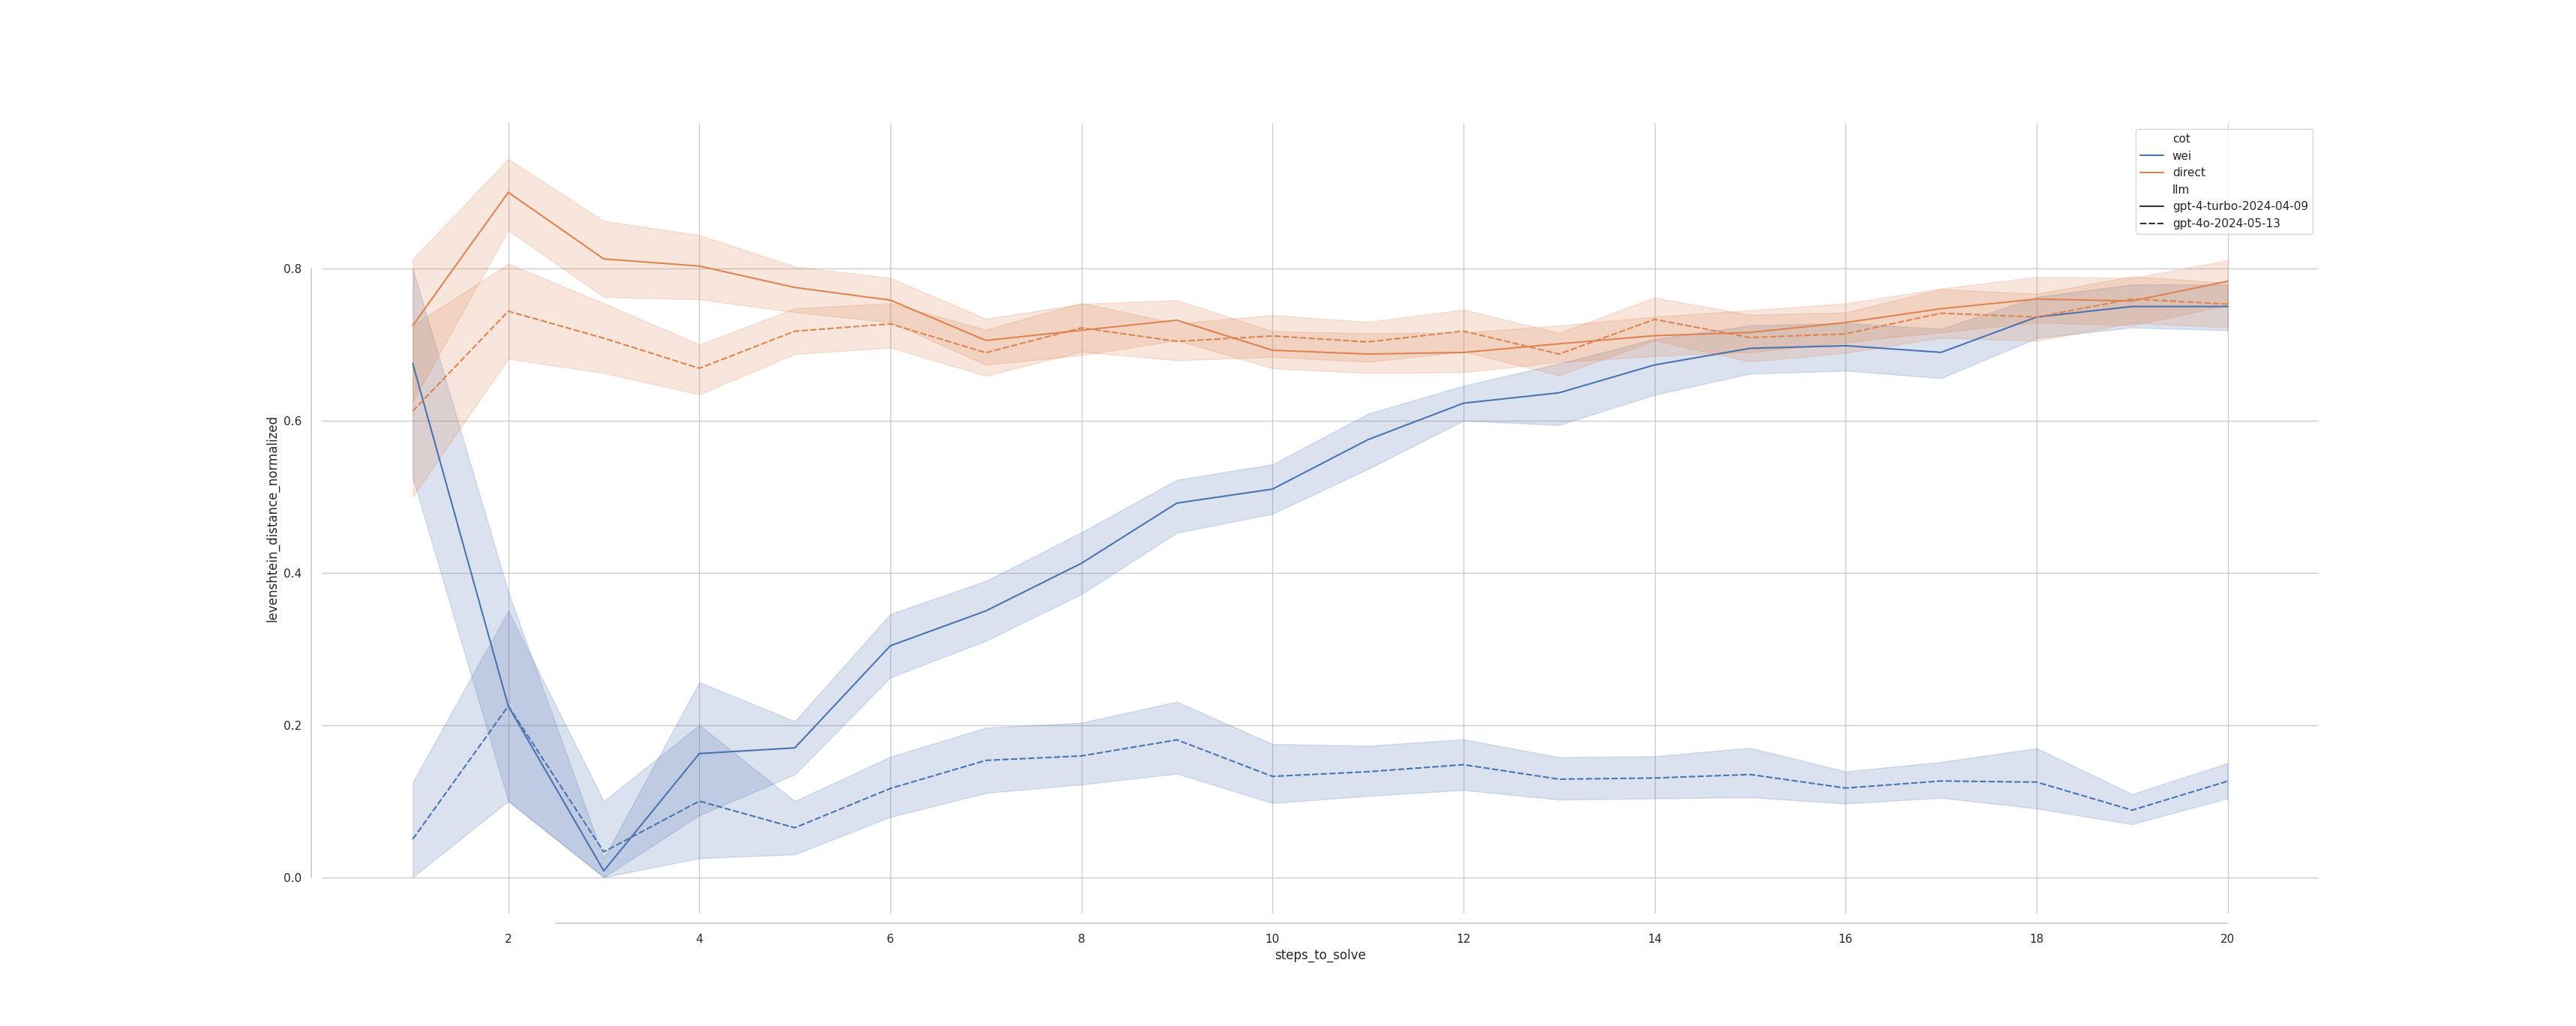 cot
wei
direct
llm
gpt-4-turbo-2024-04-09
gpt-4o-2024-05-13
0.8
0.6
0.4
0.2
0.0
levenshtein_distance_normalized
2 4 6 8 10 12 14 16 18 20
steps_to_solve